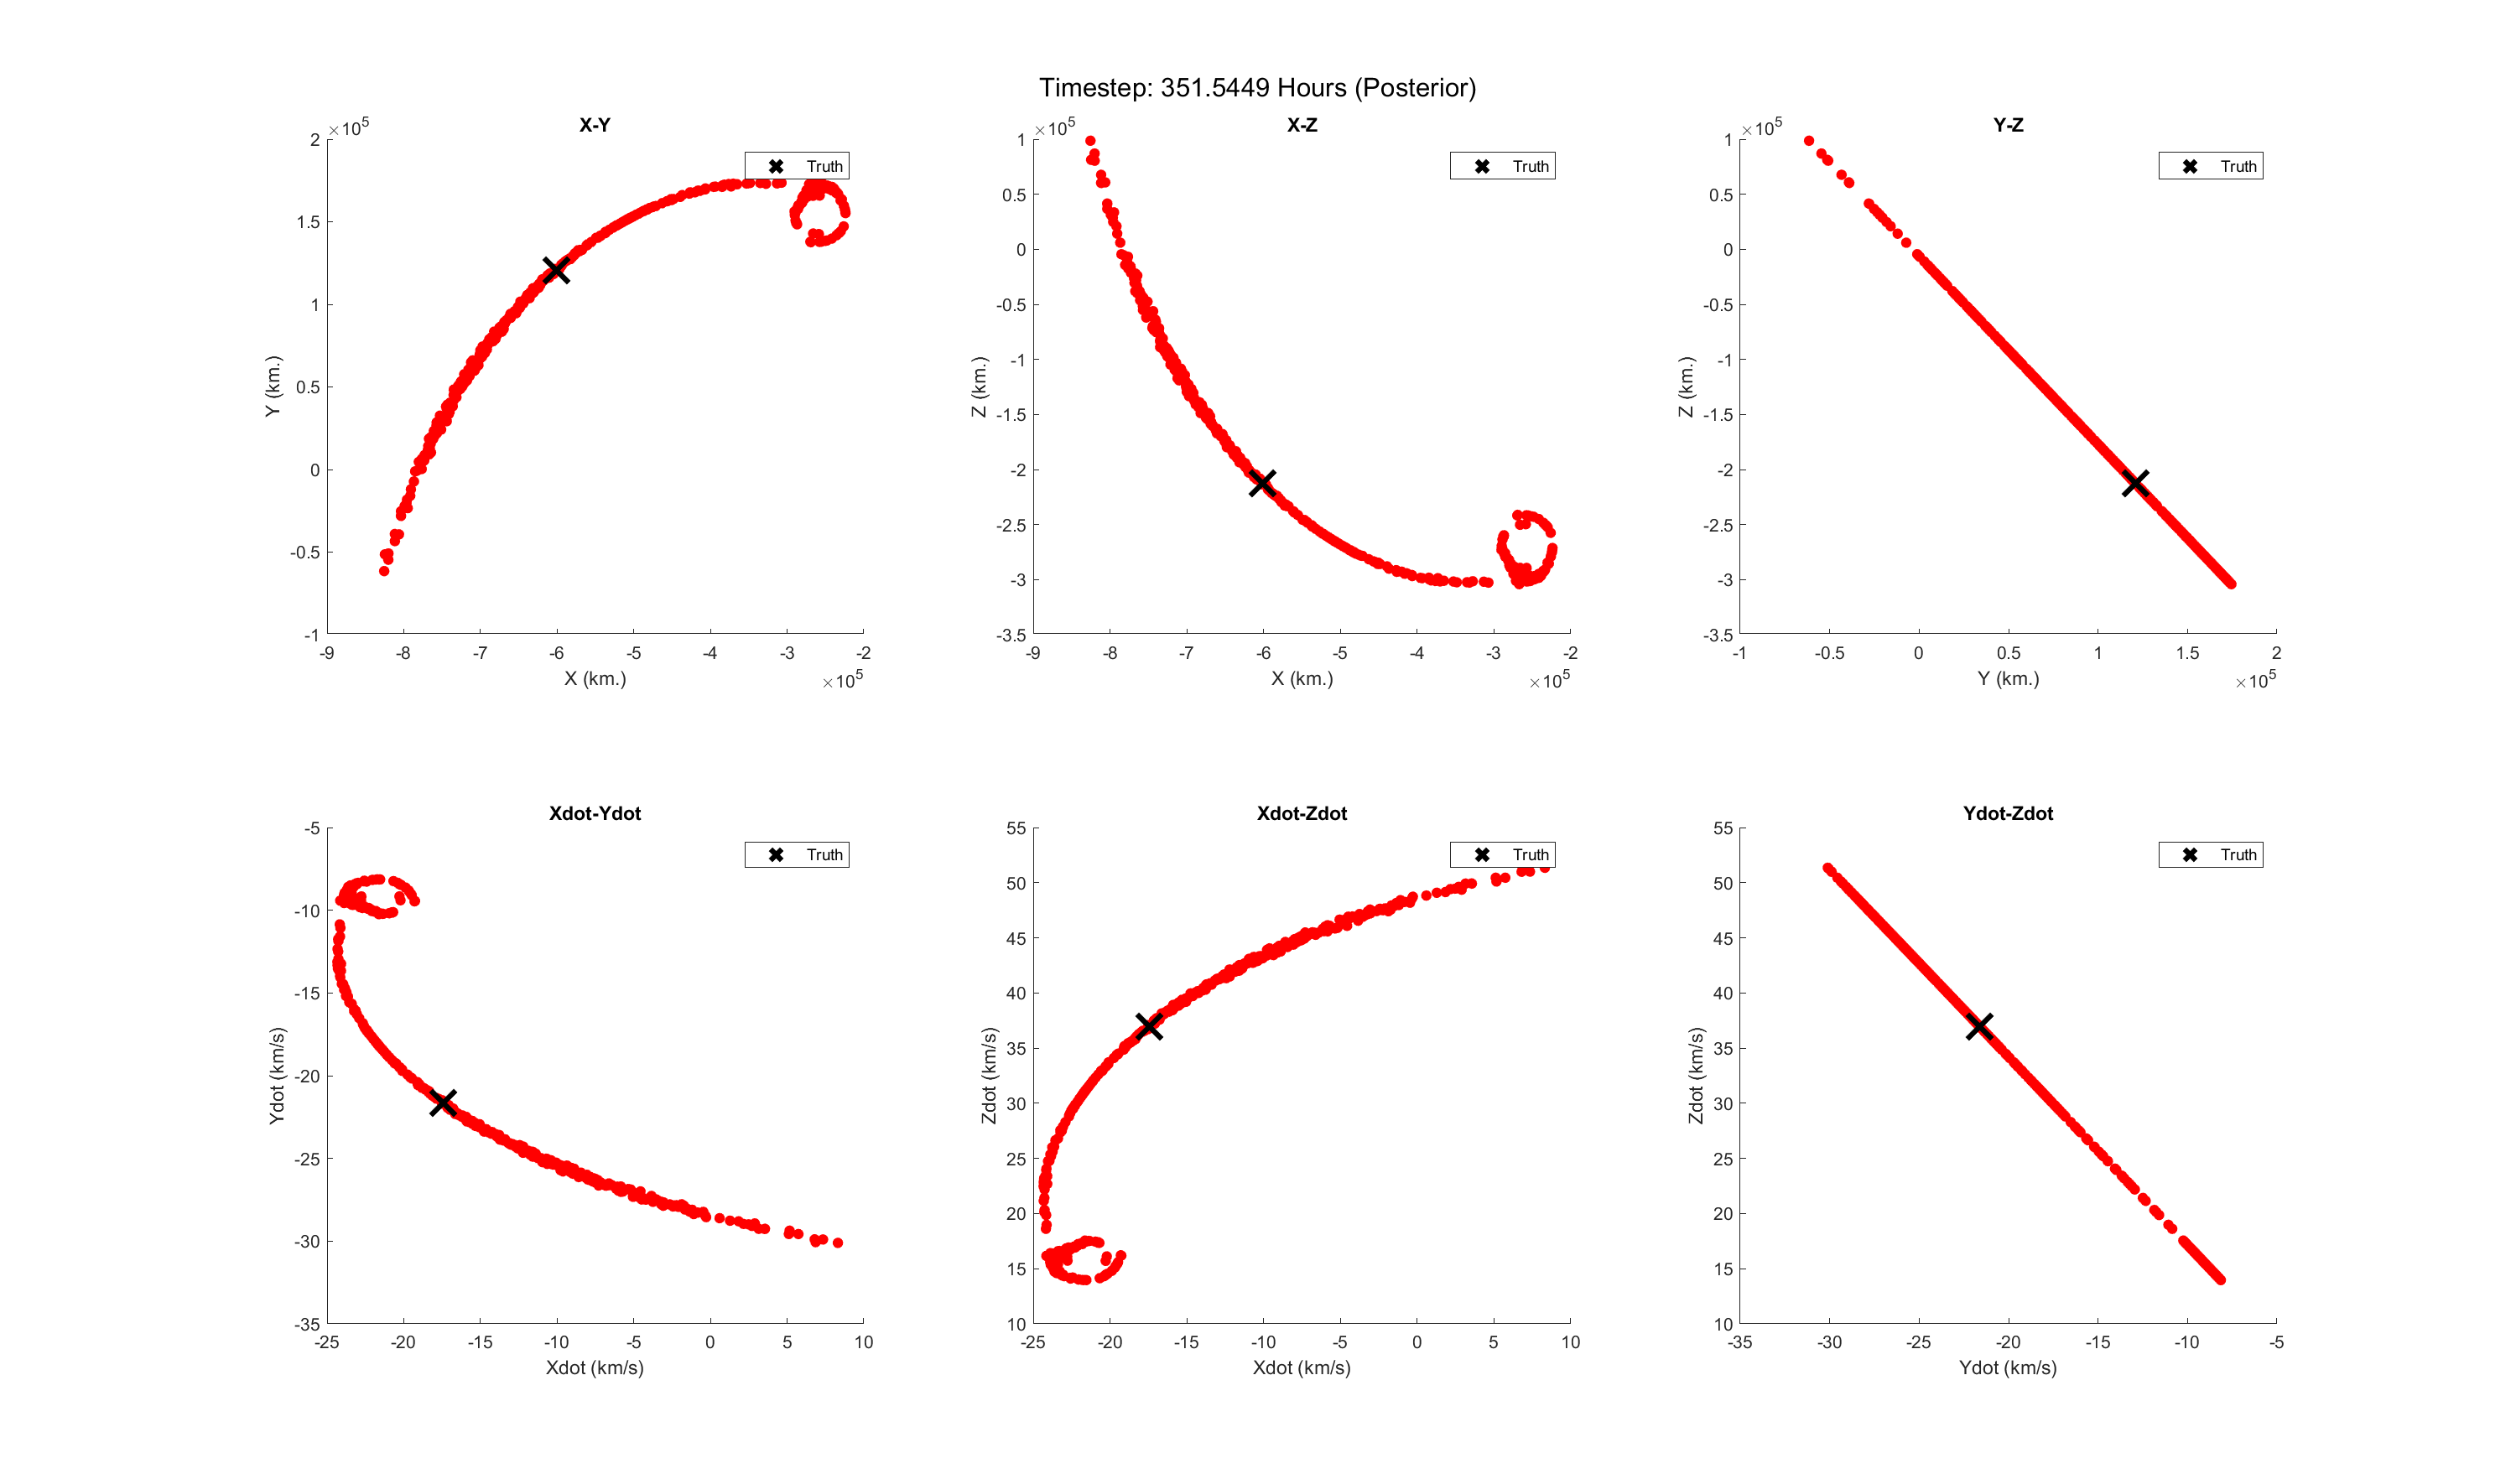 Timestep: 351.5449 Hours (Posterior)
X-Y
×10^5
Truth
2
1.5
1
0.5
0
-0.5
-1
Y (km.)
-9 -8 -7 -6 -5 -4 -3 -2
X (km.)
×10^5
X-Z
×10^5
Truth
1
0.5
0
-0.5
-1
-1.5
-2
-2.5
-3
-3.5
Z (km.)
-9 -8 -7 -6 -5 -4 -3 -2
X (km.)
×10^5
Y-Z
×10^5
Truth
1
0.5
0
-0.5
-1
-1.5
-2
-2.5
-3
-3.5
Z (km.)
-1 -0.5 0 0.5 1 1.5 2
Y (km.)
×10^5
Xdot-Ydot
Truth
-5
-10
-15
-20
-25
-30
-35
Ydot (km/s)
-25 -20 -15 -10 -5 0 5 10
Xdot (km/s)
Xdot-Zdot
Truth
55
50
45
40
35
30
25
20
15
10
Zdot (km/s)
-25 -20 -15 -10 -5 0 5 10
Xdot (km/s)
Ydot-Zdot
Truth
55
50
45
40
35
30
25
20
15
10
Zdot (km/s)
-35 -30 -25 -20 -15 -10 -5
Ydot (km/s)